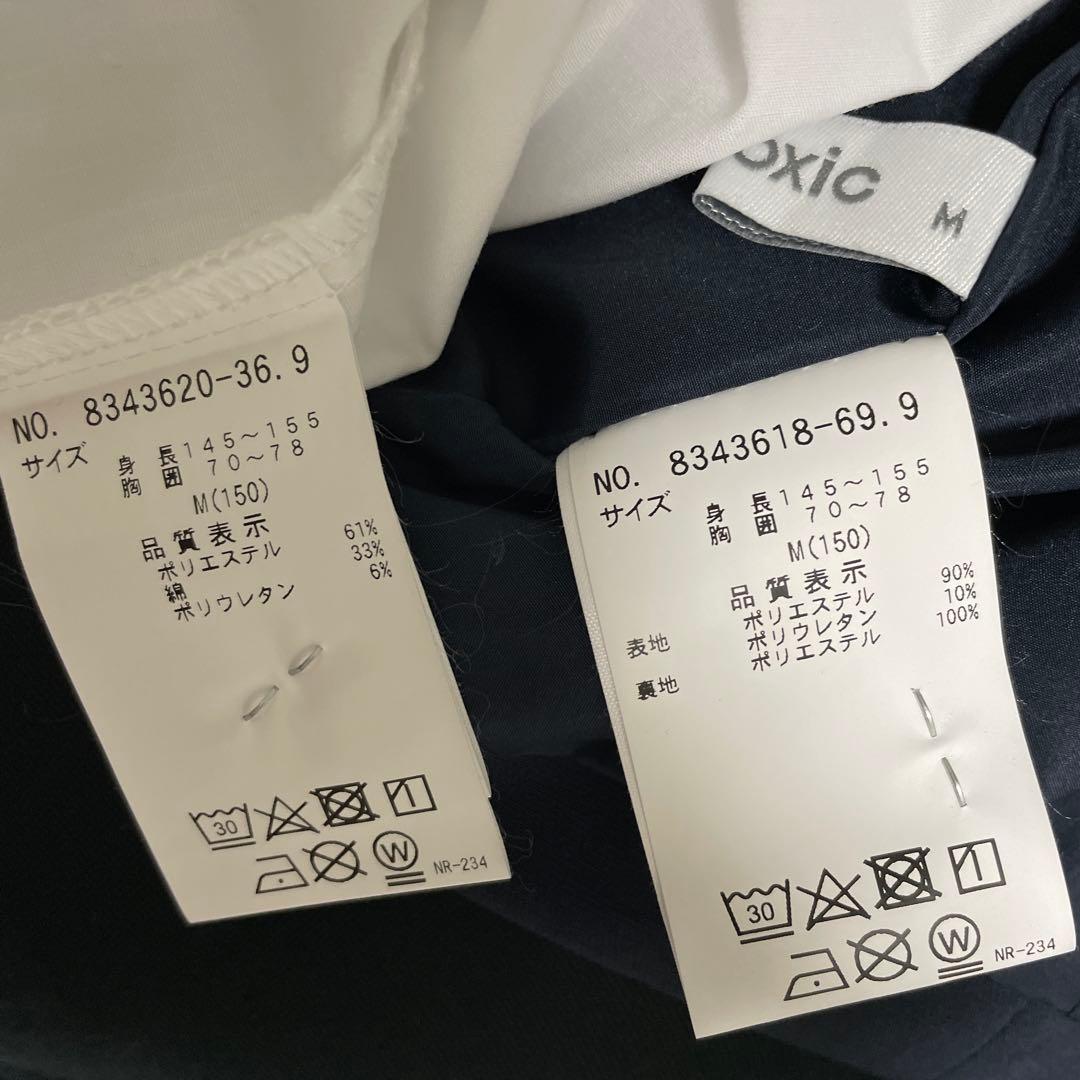 oxic
M
NO. 8343620-36.9
サイズ
身 長 145～155
胸 囲 70～78
M(150)
品質表示
ポリエステル 61%
綿 33%
ポリウレタン 6%
30
1
W
NR-234
NO. 8343618-69.9
サイズ
身 長 145～155
胸 囲 70～78
M(150)
品質表示
表地 ポリエステル 90%
ポリウレタン 10%
裏地 ポリエステル 100%
30
1
W
NR-234